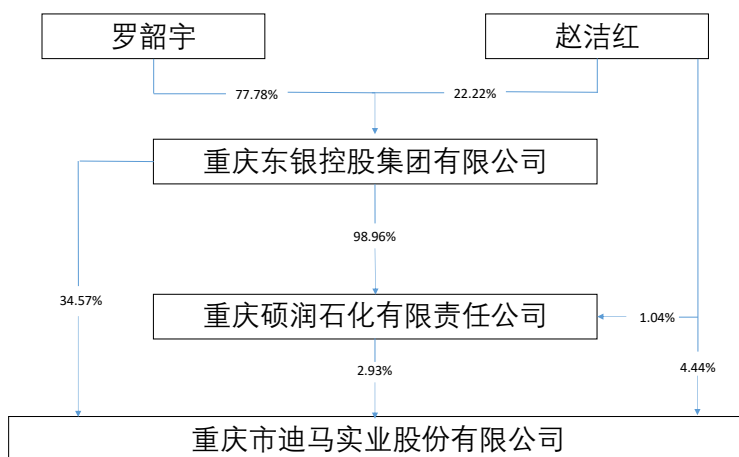 罗韶宇
赵洁红
77.78%
22.22%
重庆东银控股集团有限公司
98.96%
34.57%
重庆硕润石化有限责任公司
1.04%
2.93%
4.44%
重庆市迪马实业股份有限公司